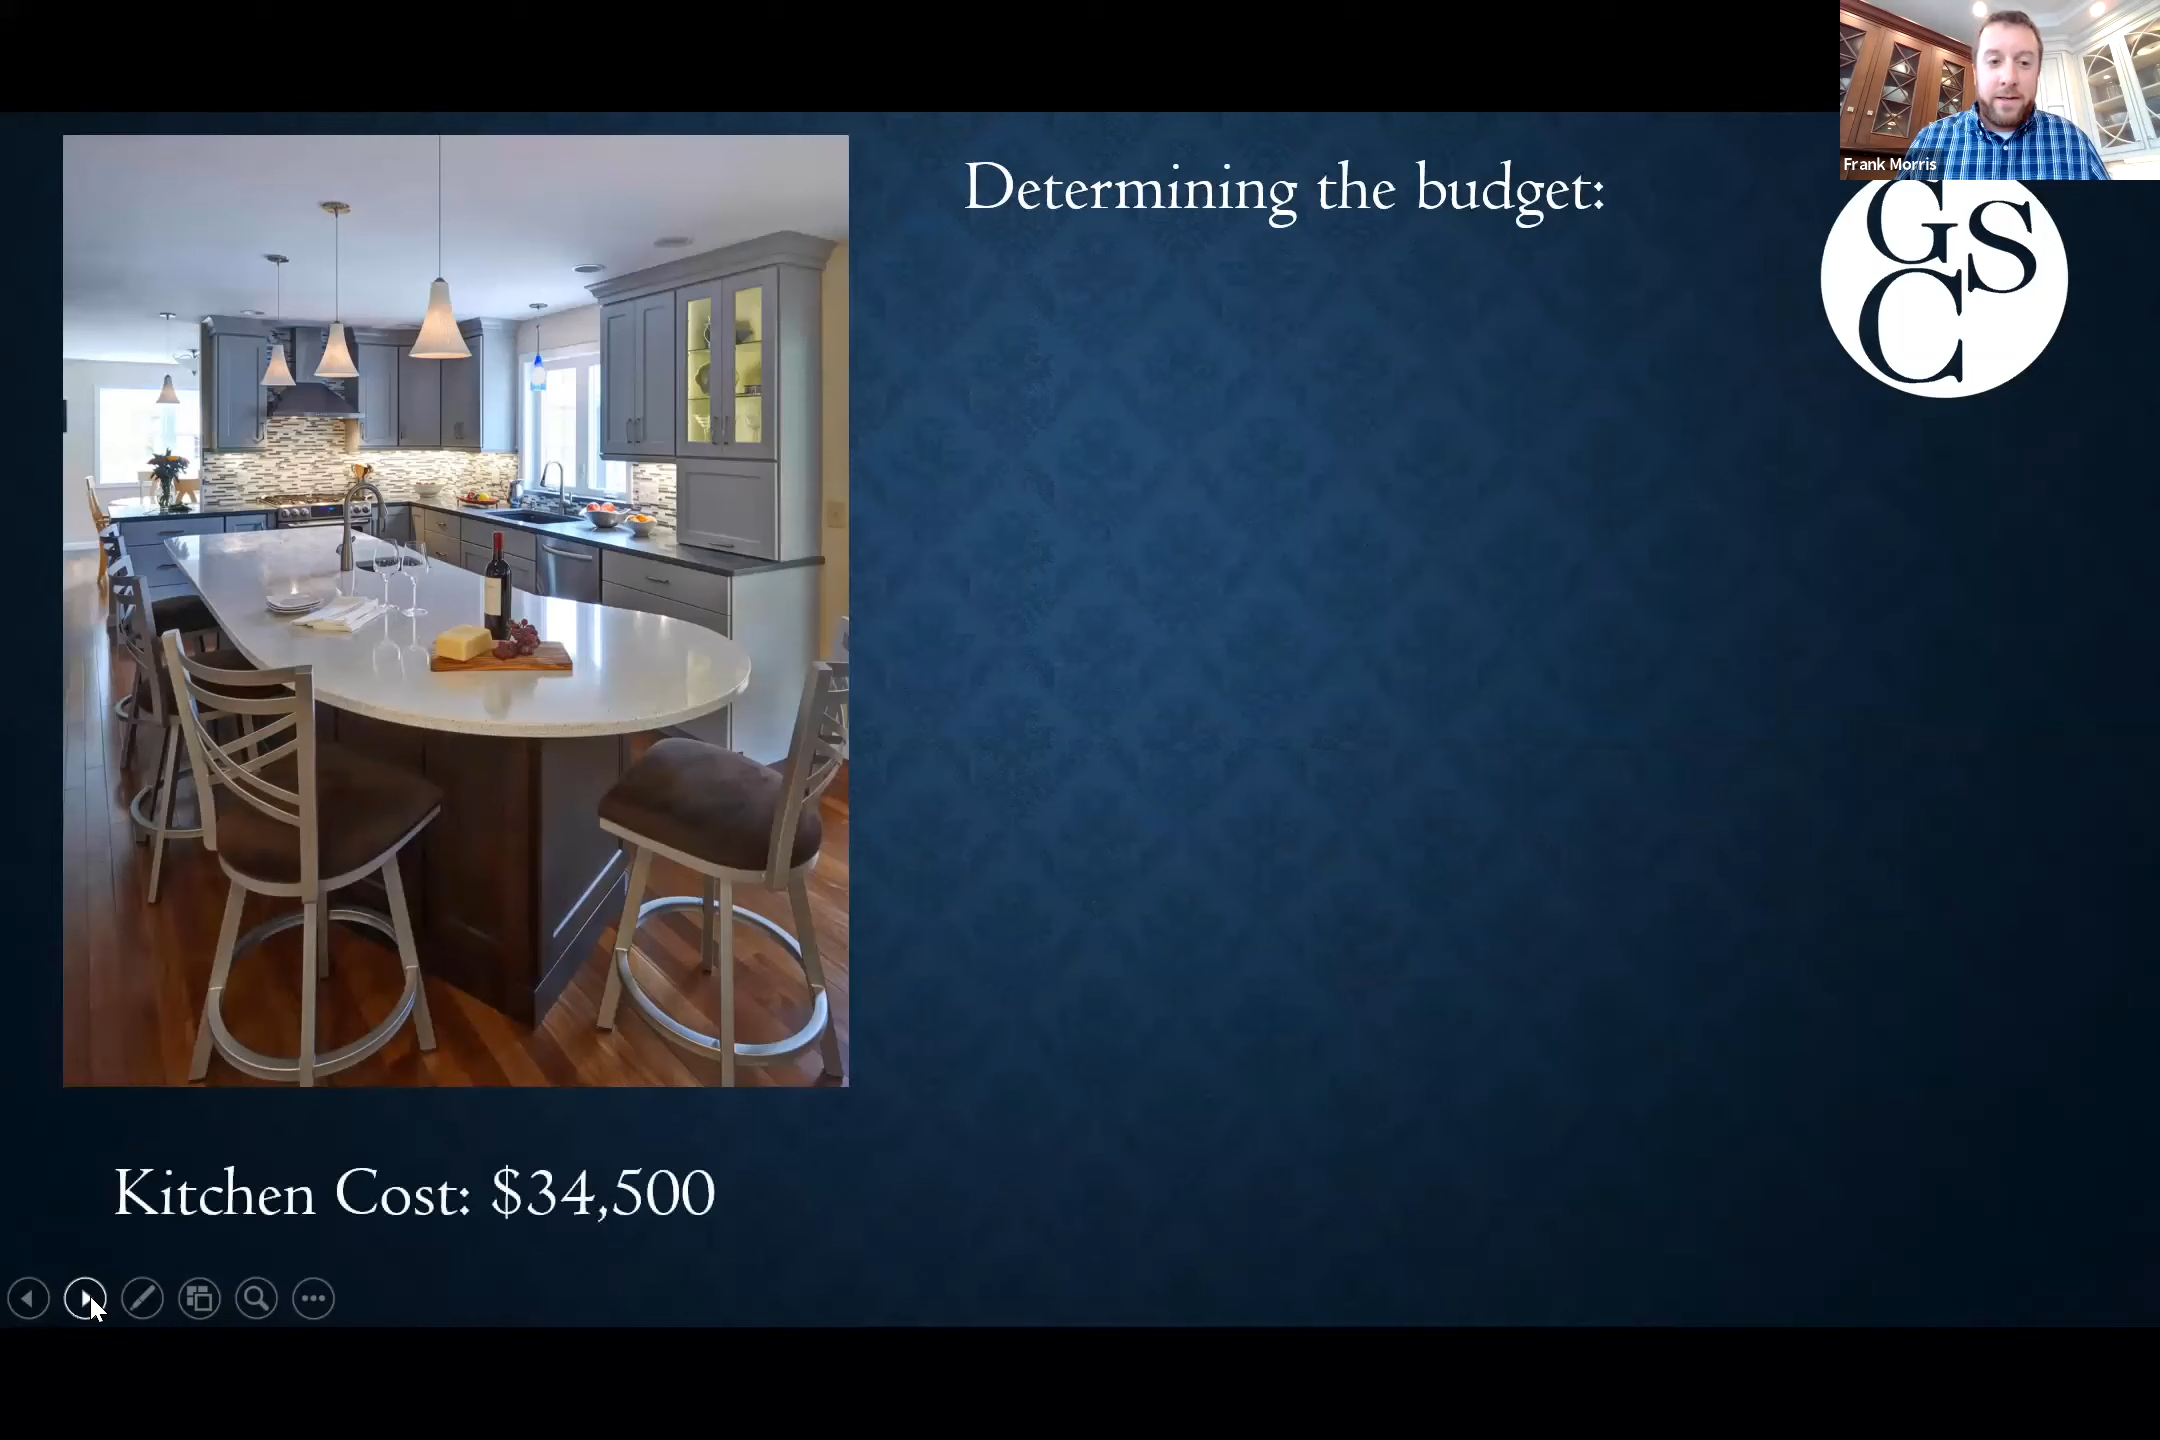 Determining the budget:
Frank Morris
GSC
Kitchen Cost: $34,500